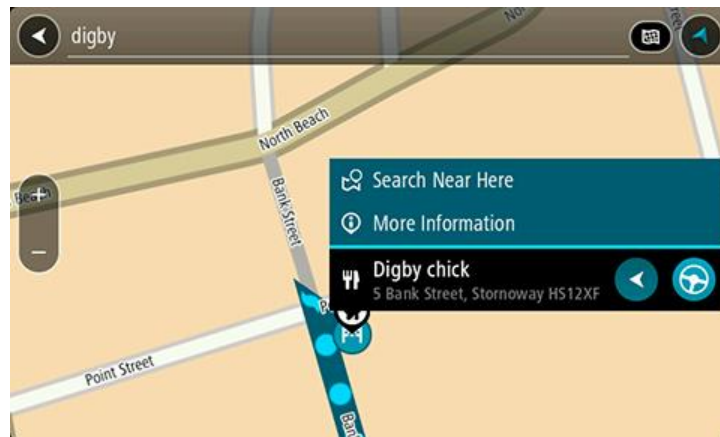 digby
North Beach
Bank Street
Search Near Here
More Information
Digby chick
5 Bank Street, Stornoway HS12XF
Point Street